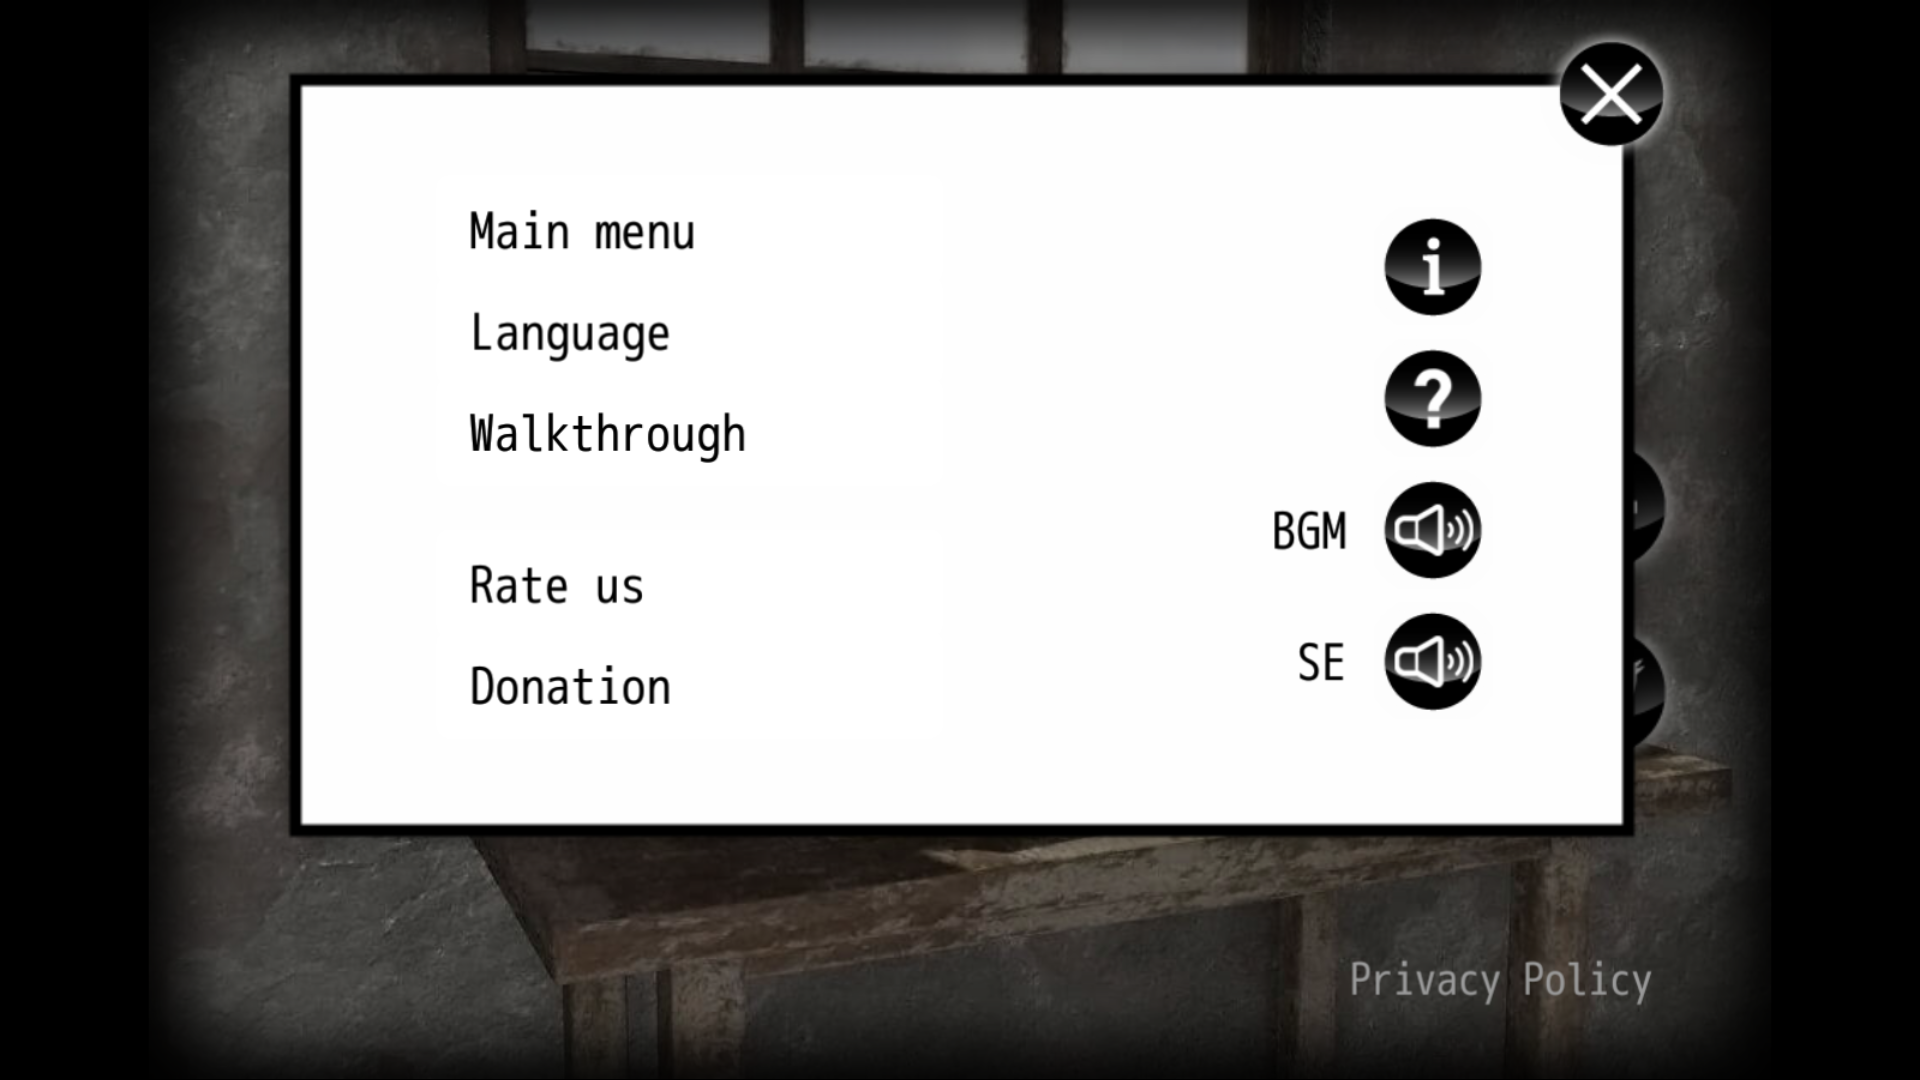 Main menu
Language
Walkthrough
BGM
Rate us
SE
Donation
Privacy Policy